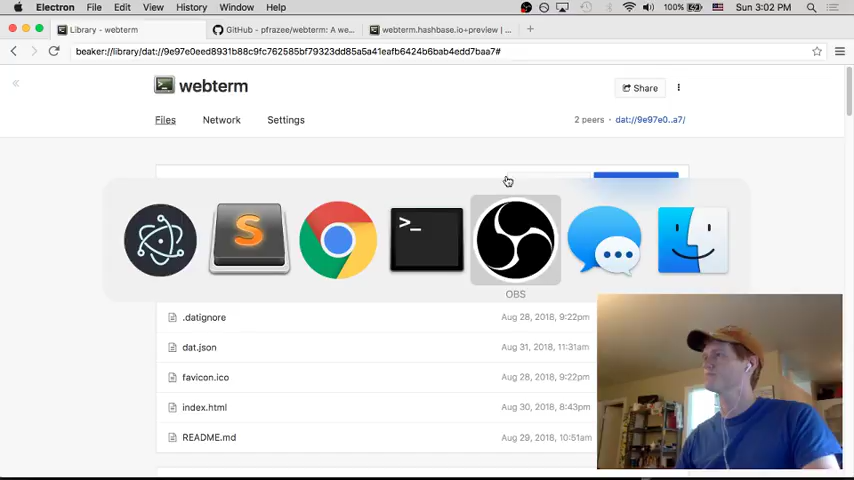 Electron File Edit View History Window Help 100% Sun 3:02 PM
Library - webterm GitHub - pfrazee/webterm: A we... webterm.hashbase.io+preview | ...
beaker://library/dat://9e97e0eed8931b88c9fc762585bf79323dd85a5a41eafb6424b6bab4edd7baa7#
webterm Share
Files Network Settings 2 peers dat://9e97e0..a7/
OBS
.datignore Aug 28, 2018, 9:22pm
dat.json Aug 31, 2018, 11:31am
favicon.ico Aug 28, 2018, 9:22pm
index.html Aug 30, 2018, 8:43pm
README.md Aug 29, 2018, 10:51am